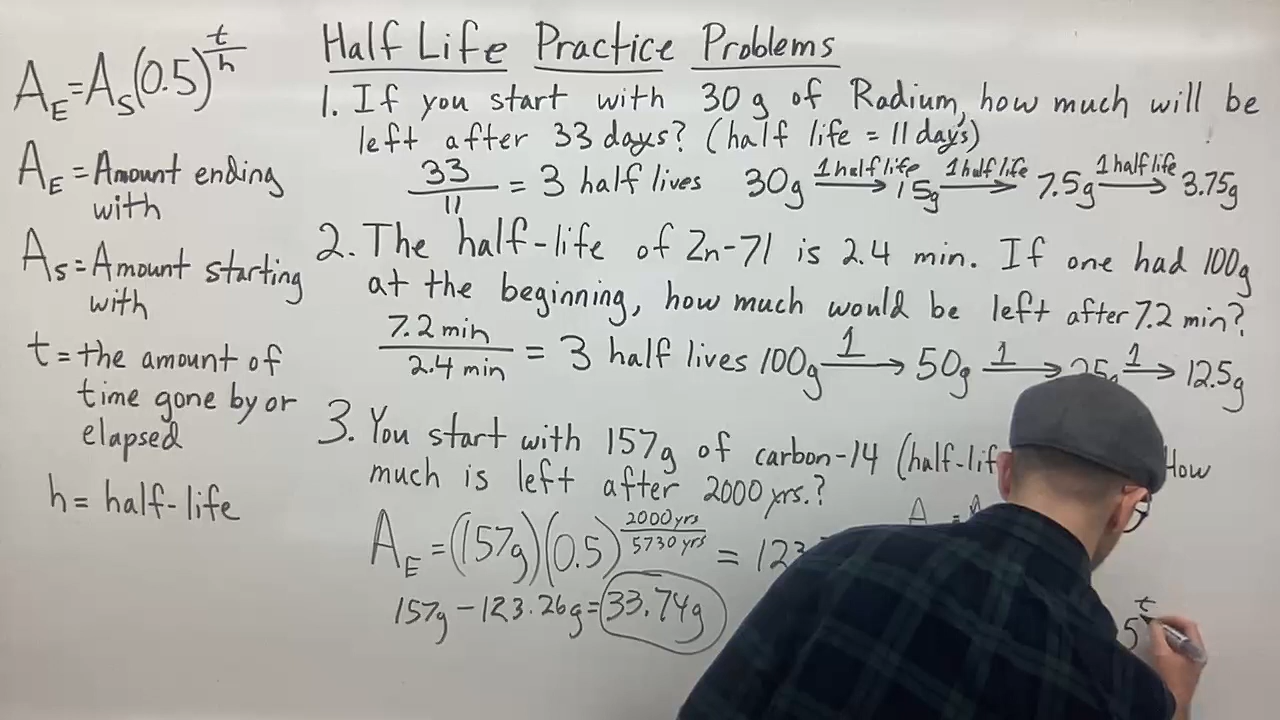 A_E = A_S(0.5)^(t/h)
A_E = Amount ending
with
A_S = Amount starting
with
t = the amount of
time gone by or
elapsed
h = half-life
Half Life Practice Problems
1. If you start with 30 g of Radium, how much will be
left after 33 days? (half life = 11 days)
33/11 = 3 half lives 30g 1 half life → 15g 1 half life → 7.5g 1 half life → 3.75g
2. The half-life of Zn-71 is 2.4 min. If one had 100g
at the beginning, how much would be left after 7.2 min?
7.2 min/2.4 min = 3 half lives 100g 1 → 50g 1 → 25g 1 → 12.5g
3. You start with 157g of carbon-14 (half-lif How
much is left after 2000 yrs.?
A_E = (157g)(0.5)^(2000 yrs/5730 yrs) = 123
157g - 123.26g = 33.74g
5^t